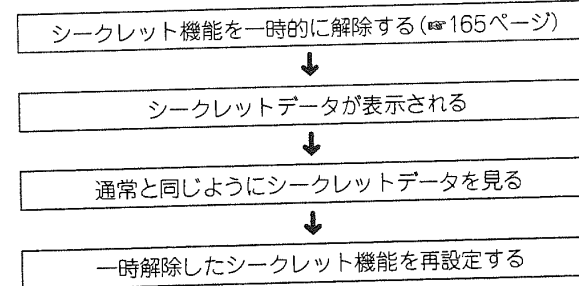 シークレット機能を一時的に解除する(☞165ページ)
↓
シークレットデータが表示される
↓
通常と同じようにシークレットデータを見る
↓
一時解除したシークレット機能を再設定する